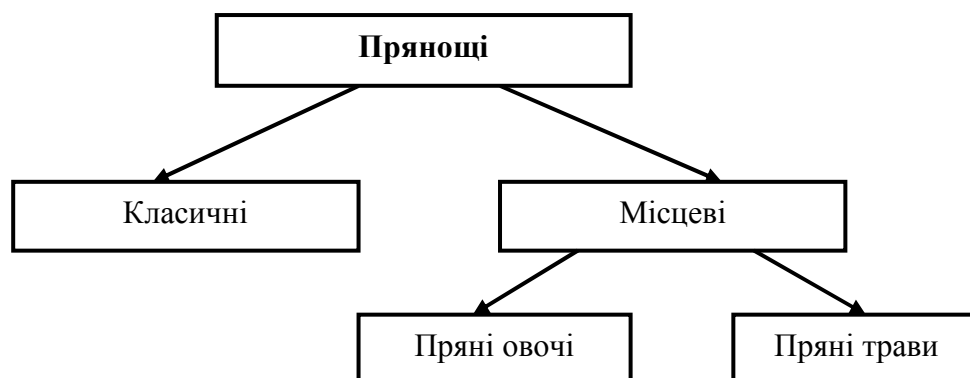 Прянощі
Класичні
Місцеві
Пряні овочі
Пряні трави